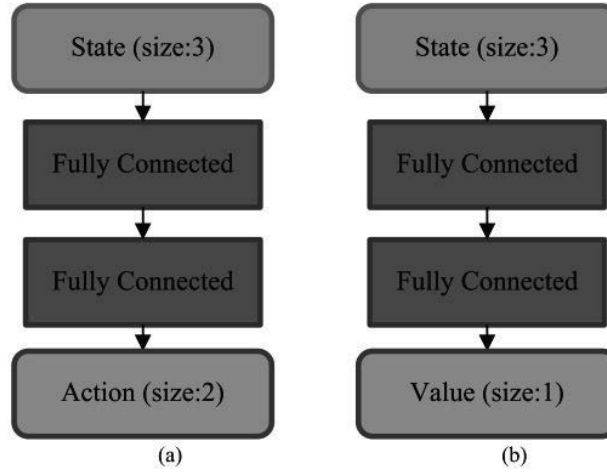 State (size:3)
Fully Connected
Fully Connected
Action (size:2)
(a)
State (size:3)
Fully Connected
Fully Connected
Value (size:1)
(b)